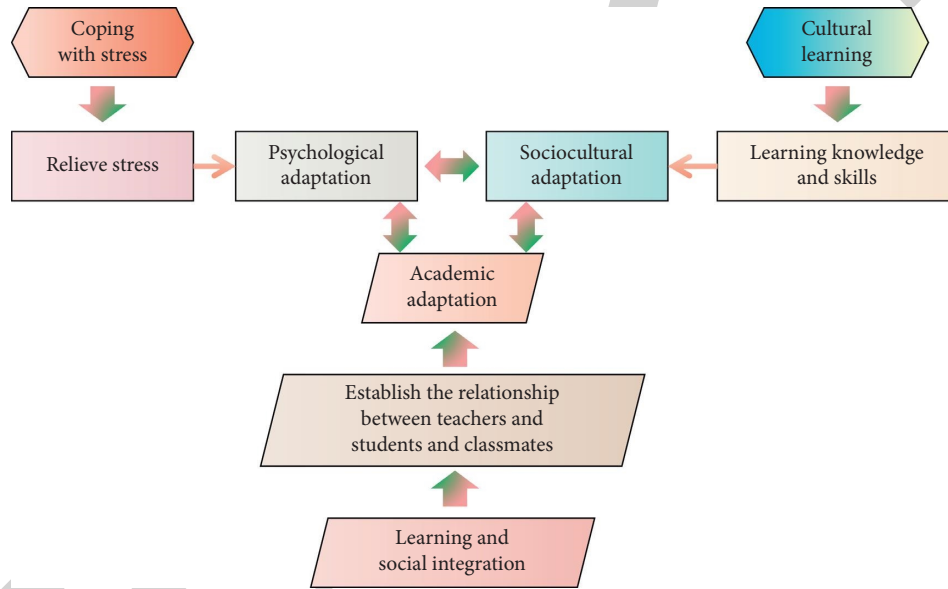 Coping
with stress
Cultural
learning
Relieve stress
Psychological
adaptation
Sociocultural
adaptation
Learning knowledge
and skills
Academic
adaptation
Establish the relationship
between teachers and
students and classmates
Learning and
social integration